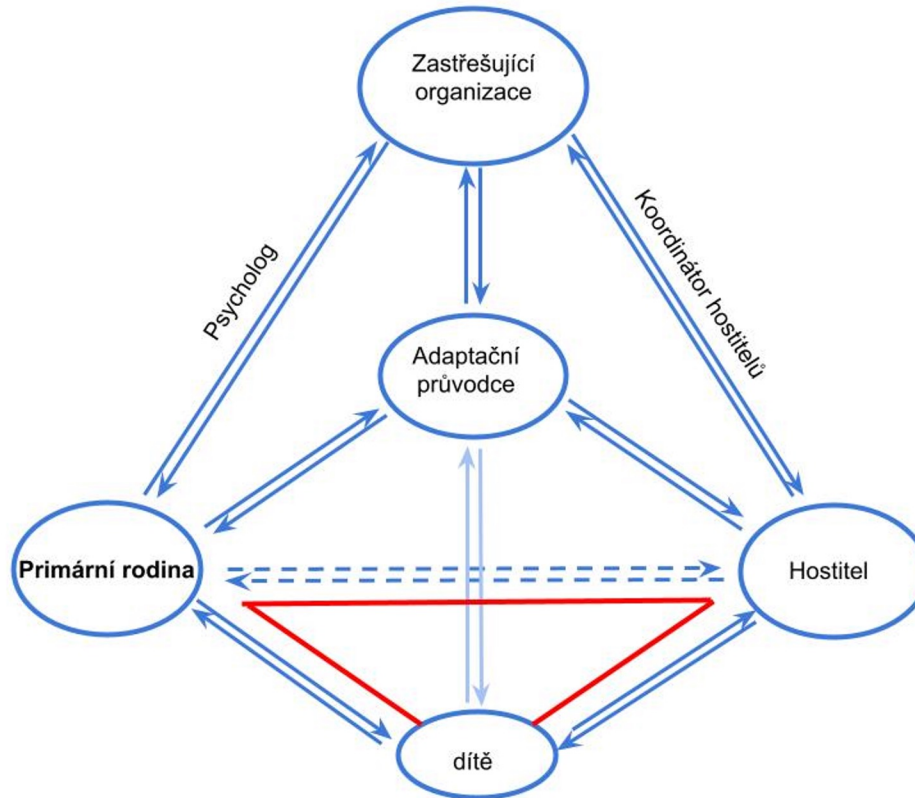 Zastřešující
organizace
Psycholog
Koordinátor hostitelů
Adaptační
průvodce
Primární rodina
Hostitel
dítě